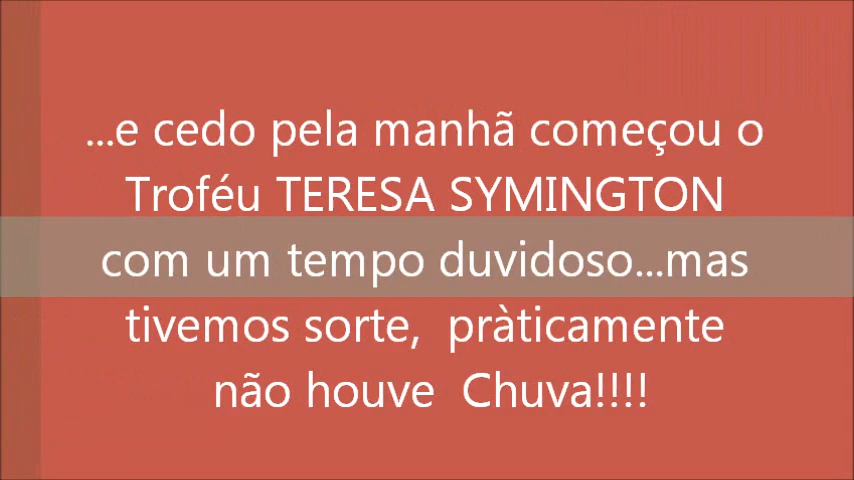 ...e cedo pela manhã começou o
Troféu TERESA SYMINGTON
com um tempo duvidoso...mas
tivemos sorte,  pràticamente
não houve  Chuva!!!!